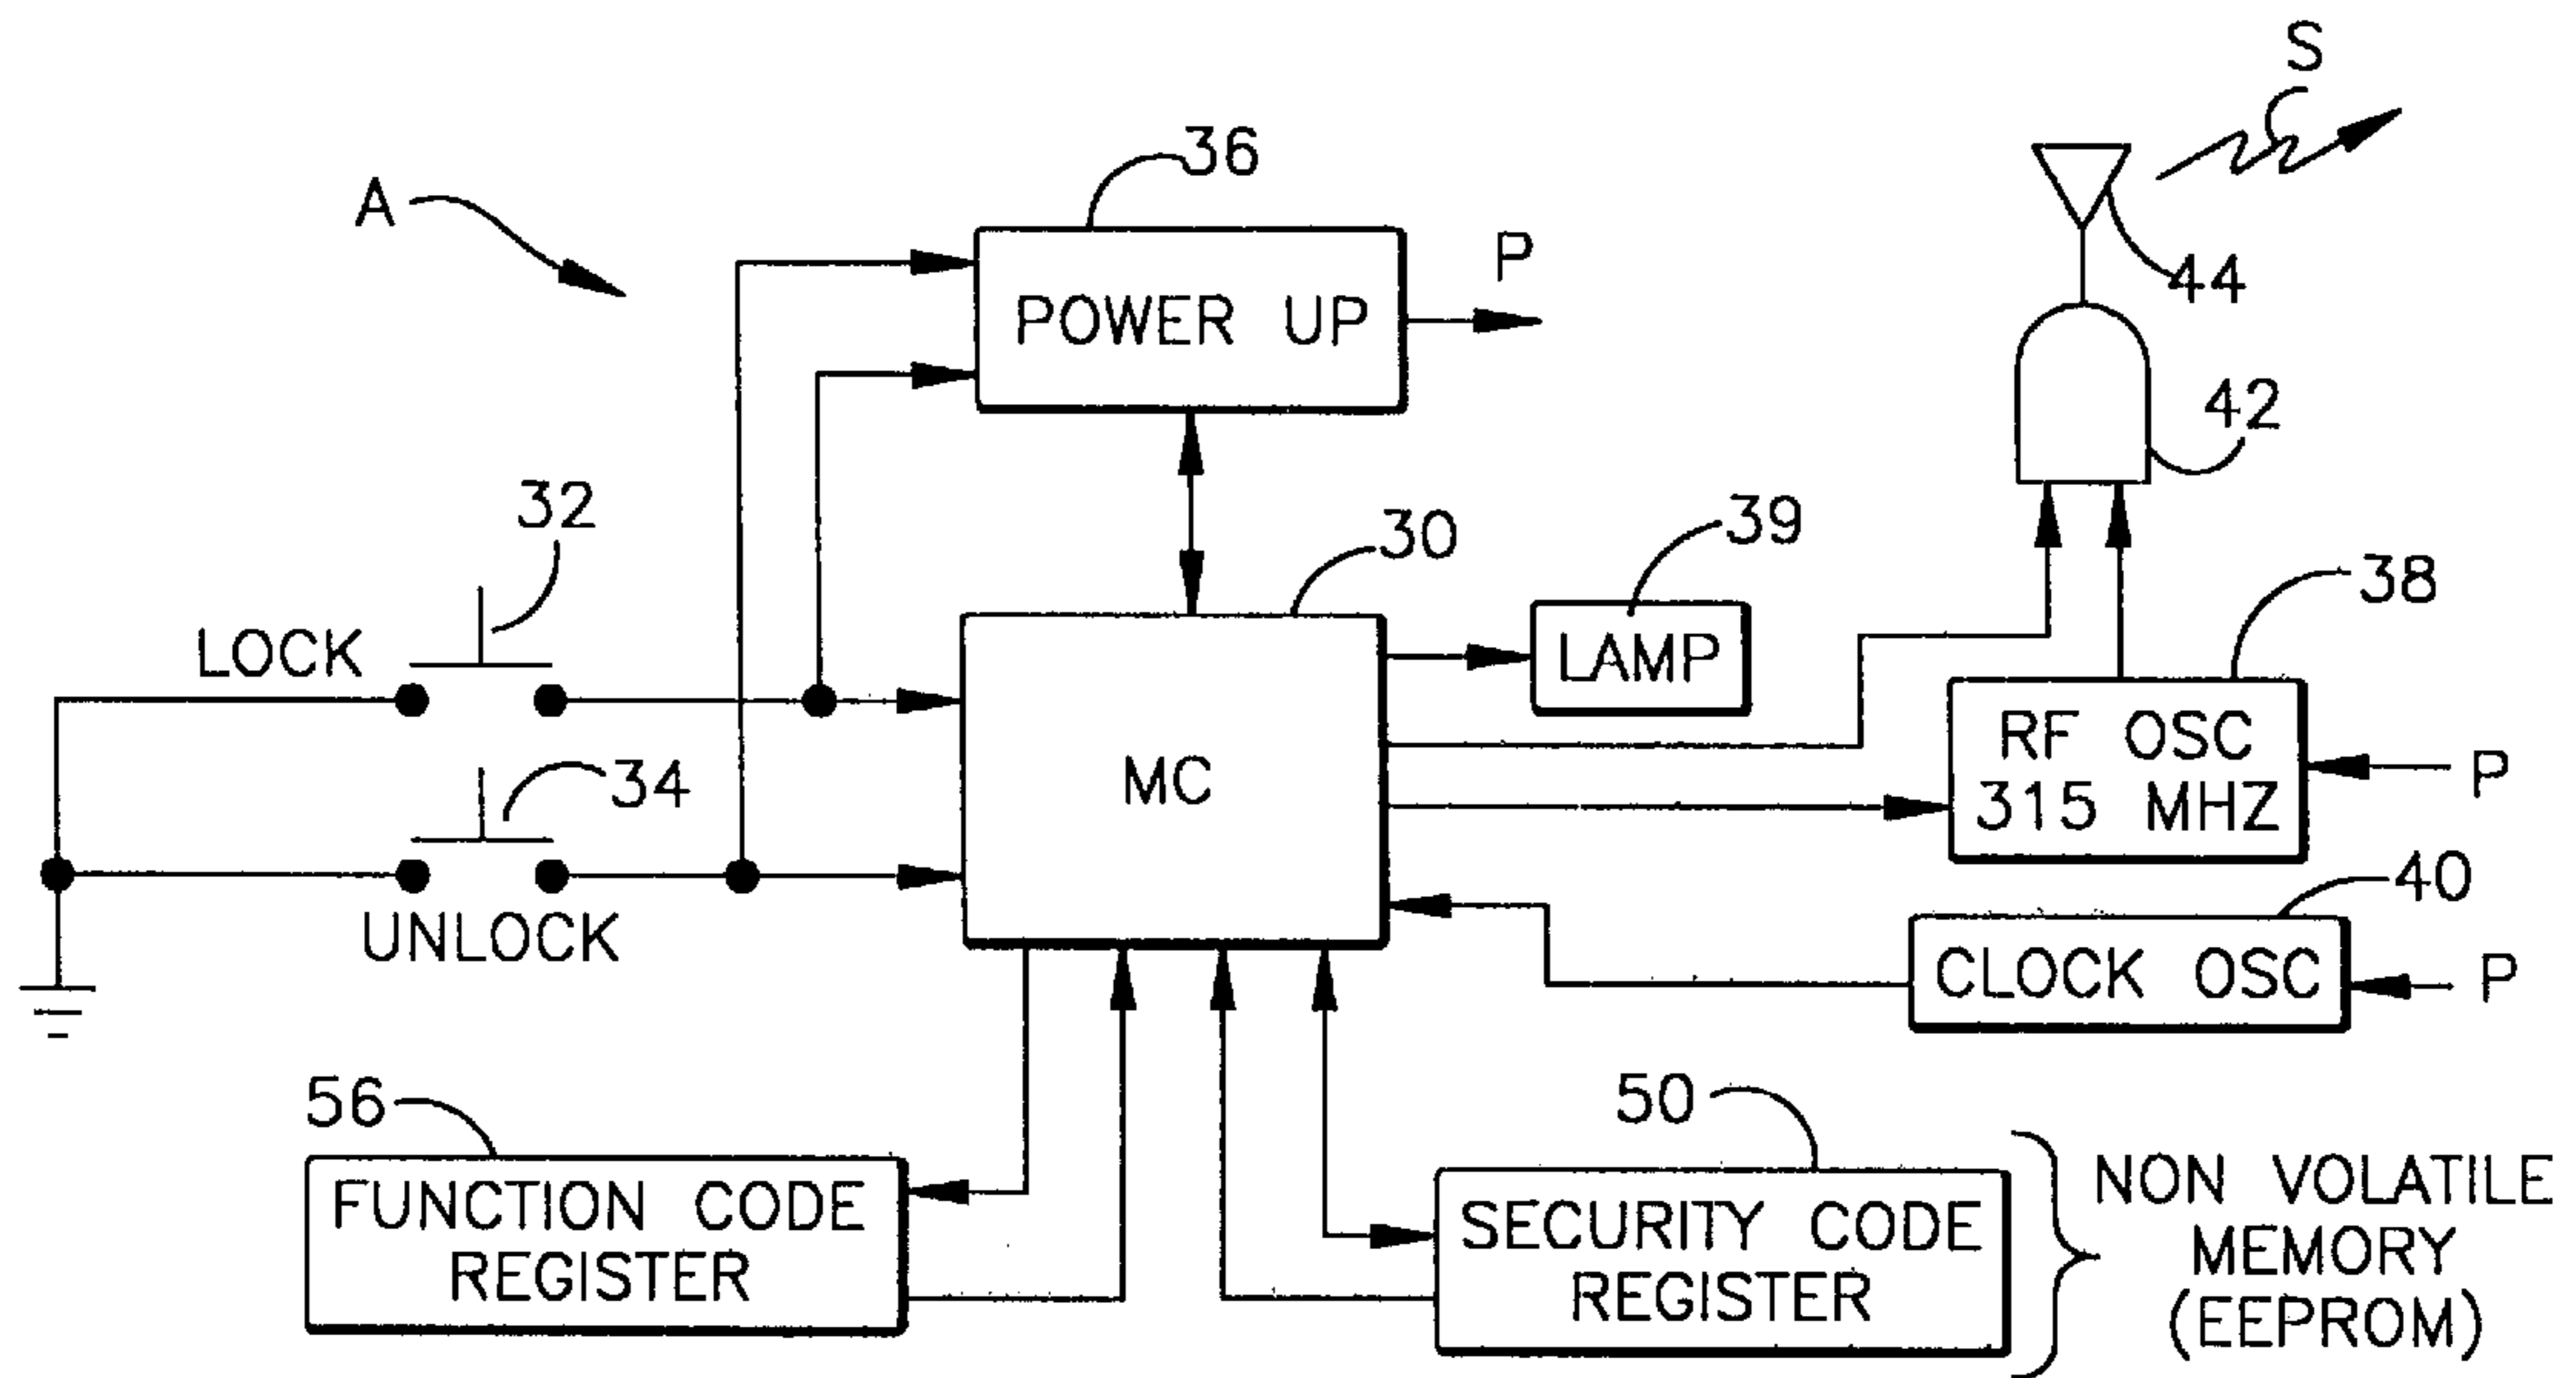 S
36
A
P
POWER UP
44
42
32
30
39
38
LOCK
LAMP
RF OSC
315 MHZ
P
MC
34
40
UNLOCK
CLOCK OSC
P
56
50
FUNCTION CODE
REGISTER
SECURITY CODE
REGISTER
NON VOLATILE
MEMORY
(EEPROM)